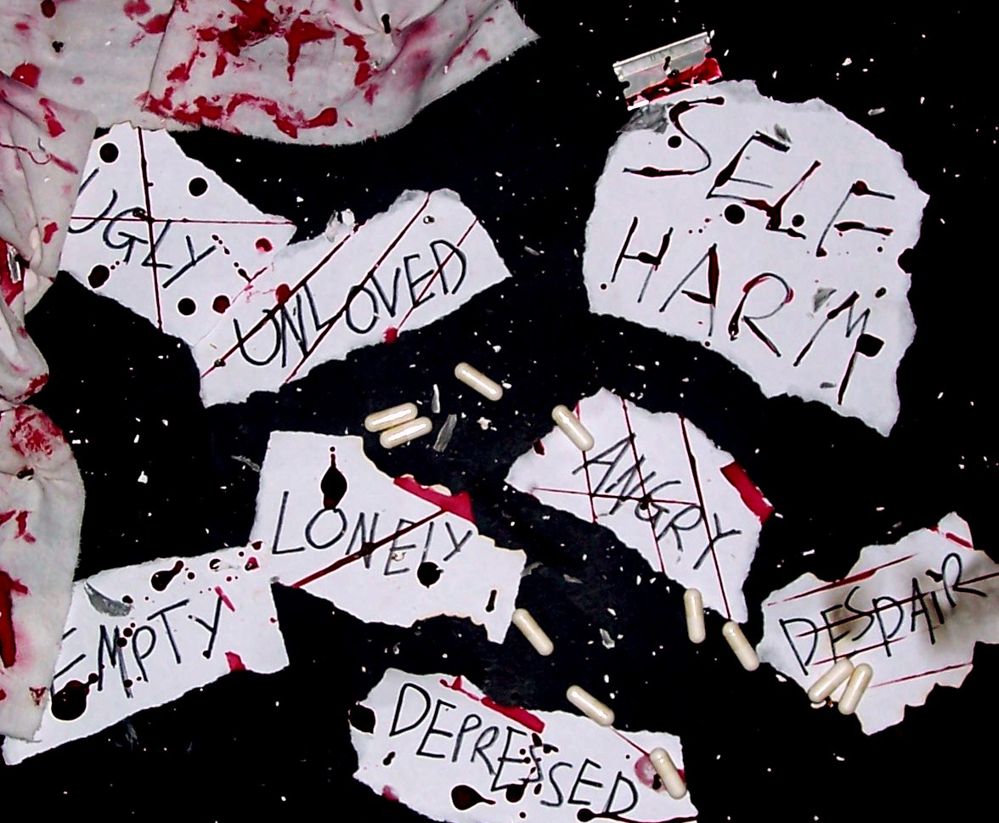 SELF
HARM
UGLY
UNLOVED
ANGRY
LONELY
DESPAiR
EMPTY
DEPRESSED